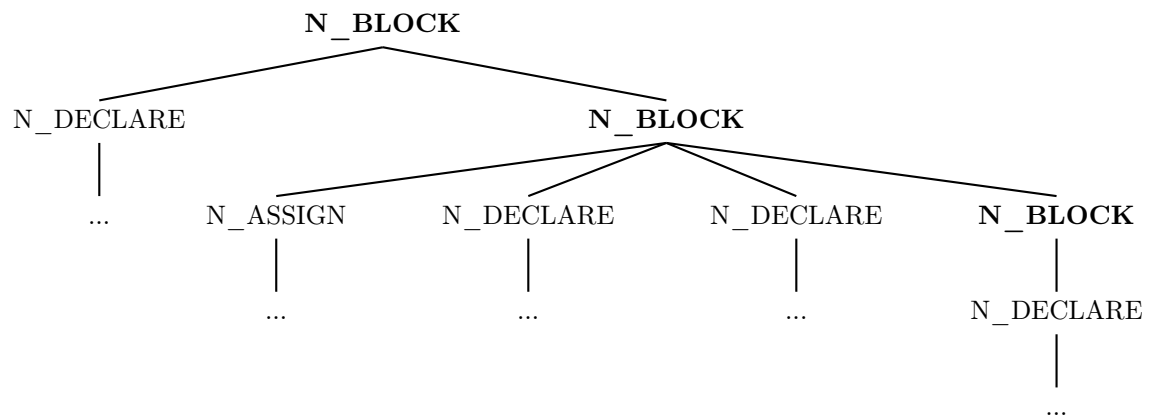 N_BLOCK
N_DECLARE N_BLOCK
... N_ASSIGN N_DECLARE N_DECLARE N_BLOCK
... ... ... N_DECLARE
...